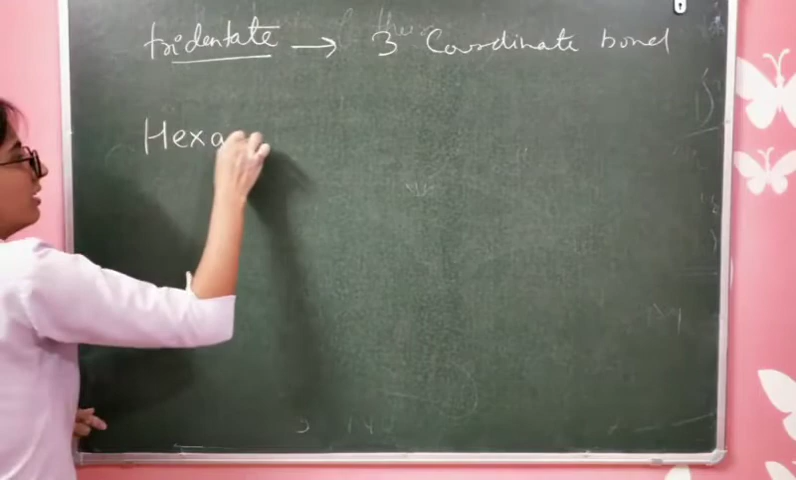 tridentate → 3 Coordinate bond
Hexa